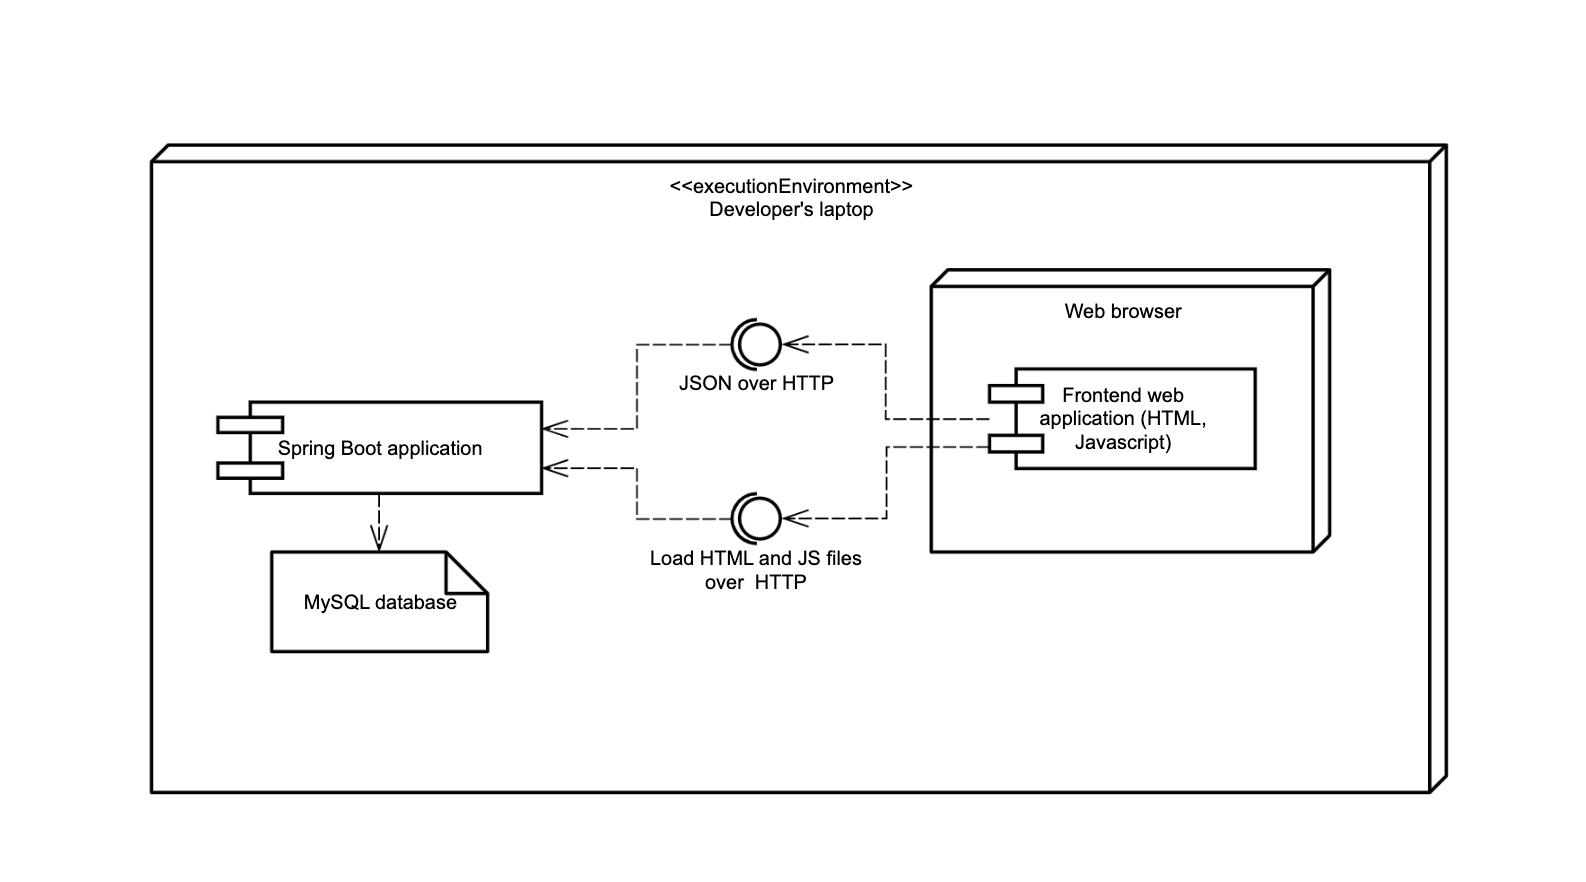 <<executionEnvironment>>
Developer's laptop
Web browser
JSON over HTTP
Frontend web
application (HTML,
Javascript)
Spring Boot application
Load HTML and JS files
over  HTTP
MySQL database